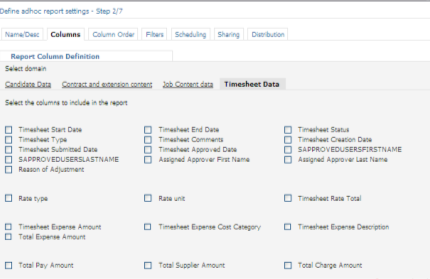 Define adhoc report settings - Step 2/7
Name/Desc Columns Column Order Filters Scheduling Sharing Distribution
Report Column Definition
Select domain
Candidate Data Contract and extension content Job Content data Timesheet Data
Select the columns to include in the report
Timesheet Start Date Timesheet End Date Timesheet Status
Timesheet Type Timesheet Comments Timesheet Creation Date
Timesheet Submitted Date Timesheet Approved Date SAPPROVEDUSERSFIRSTNAME
SAPPROVEDUSERSLASTNAME Assigned Approver First Name Assigned Approver Last Name
Reason of Adjustment
Rate type Rate unit Timesheet Rate Total
Timesheet Expense Amount Timesheet Expense Cost Category Timesheet Expense Description
Total Expense Amount
Total Pay Amount Total Supplier Amount Total Charge Amount